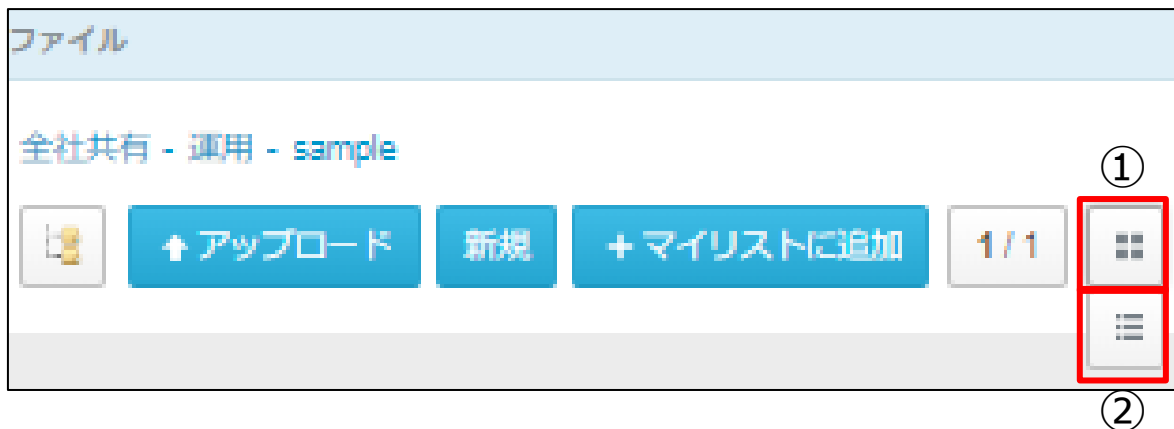 ファイル
全社共有 - 運用 - sample
①
アップロード 新規 +マイリストに追加 1 / 1
②